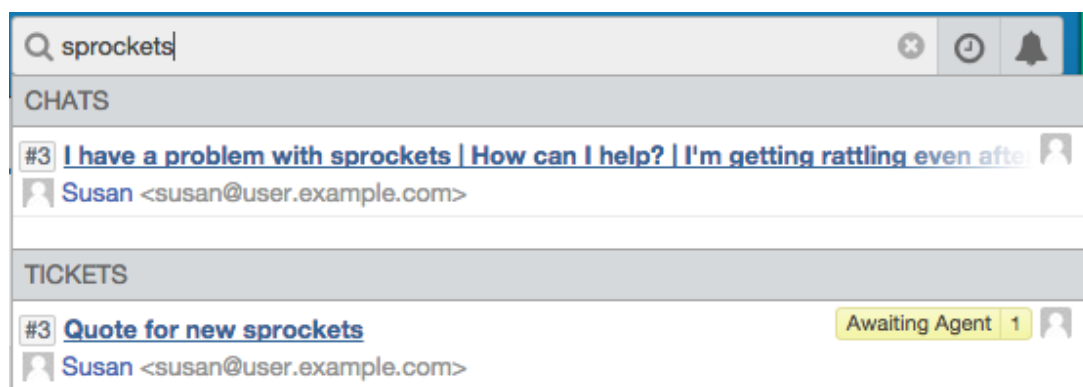 sprockets
CHATS
#3 I have a problem with sprockets | How can I help? | I'm getting rattling even after
Susan <susan@user.example.com>
TICKETS
#3 Quote for new sprockets Awaiting Agent 1
Susan <susan@user.example.com>